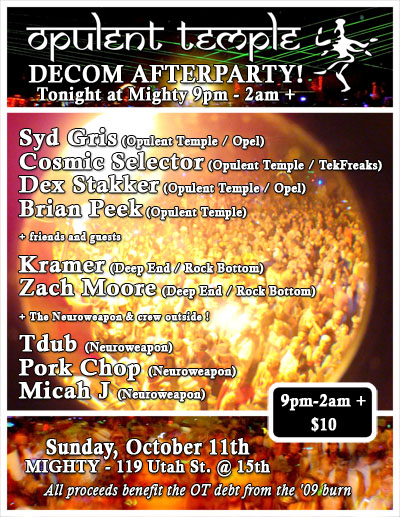 opulent temple
DECOM AFTERPARTY!
Tonight at Mighty 9pm - 2am +
Syd Gris (Opulent Temple / Opel)
Cosmic Selector (Opulent Temple / TekFreaks)
Dex Stakker (Opulent Temple / Opel)
Brian Peek (Opulent Temple)
+ friends and guests
Kramer (Deep End / Rock Bottom)
Zach Moore (Deep End / Rock Bottom)
+ The Neuroweapon & crew outside !
Tdub (Neuroweapon)
Pork Chop (Neuroweapon)
Micah J (Neuroweapon)
9pm-2am +
$10
Sunday, October 11th
MIGHTY - 119 Utah St. @ 15th
All proceeds benefit the OT debt from the '09 burn